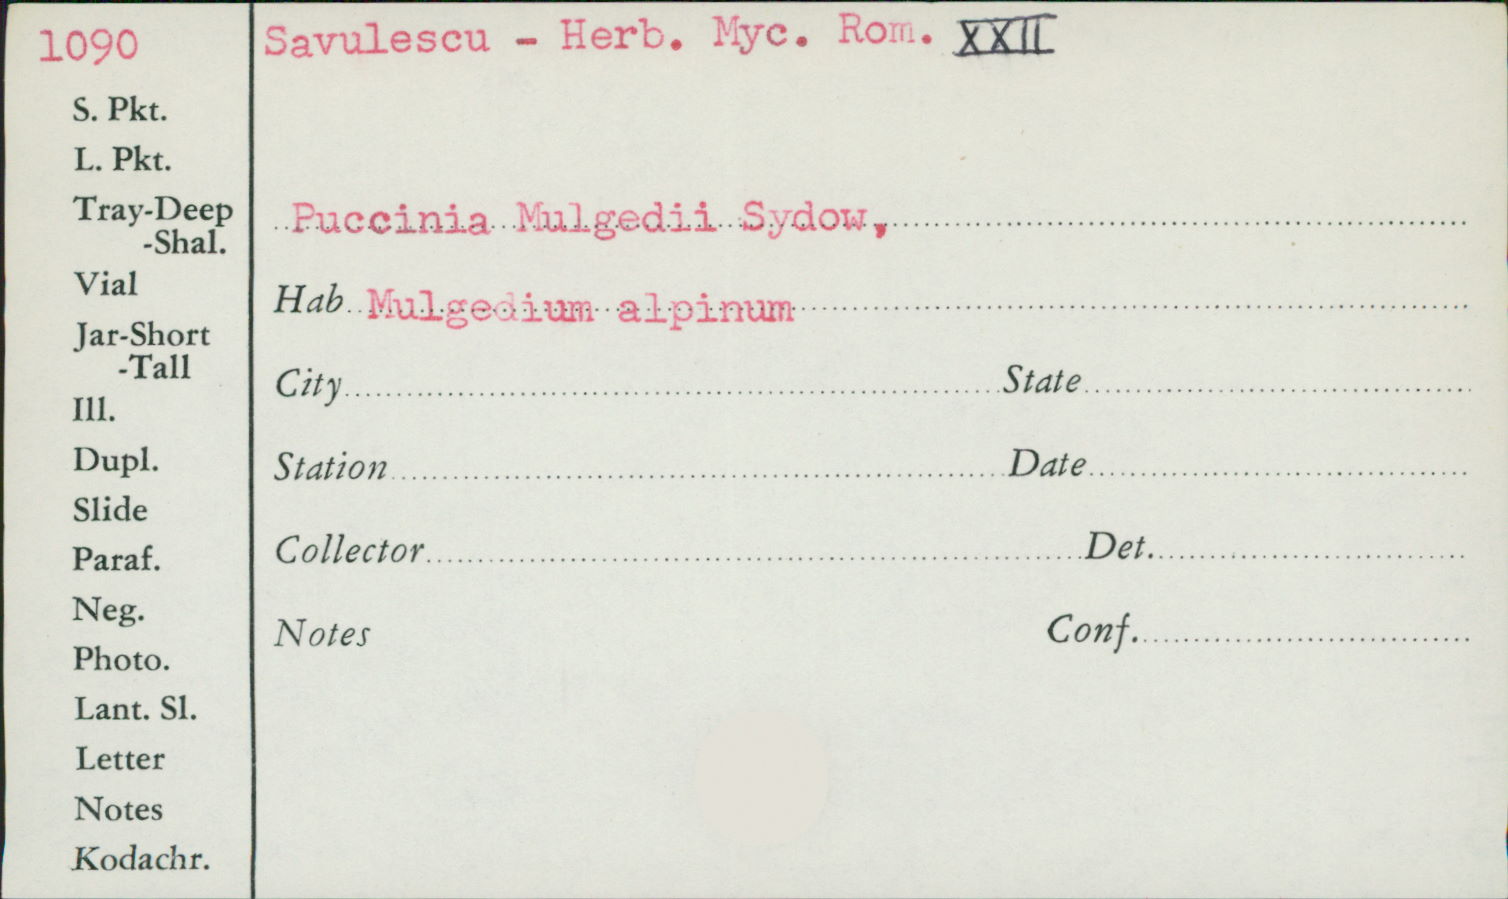 1090
Savulescu - Herb. Myc. Rom. XXII
S. Pkt.
L. Pkt.
Tray-Deep
-Shal.
Vial
Jar-Short
-Tall
Ill.
Dupl.
Slide
Paraf.
Neg.
Photo.
Lant. Sl.
Letter
Notes
Kodachr.
Puccinia Mulgedii Sydow,
Hab Mulgedium alpinum
City State
Station Date
Collector Det.
Notes Conf.